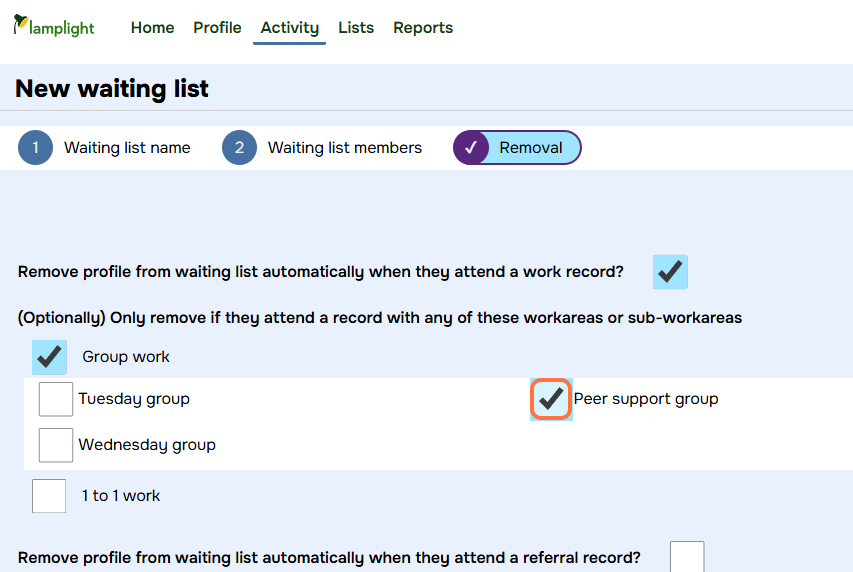 lamplight Home Profile Activity Lists Reports
New waiting list
1 Waiting list name 2 Waiting list members ✓ Removal
Remove profile from waiting list automatically when they attend a work record?
(Optionally) Only remove if they attend a record with any of these workareas or sub-workareas
Group work
Tuesday group Peer support group
Wednesday group
1 to 1 work
Remove profile from waiting list automatically when they attend a referral record?